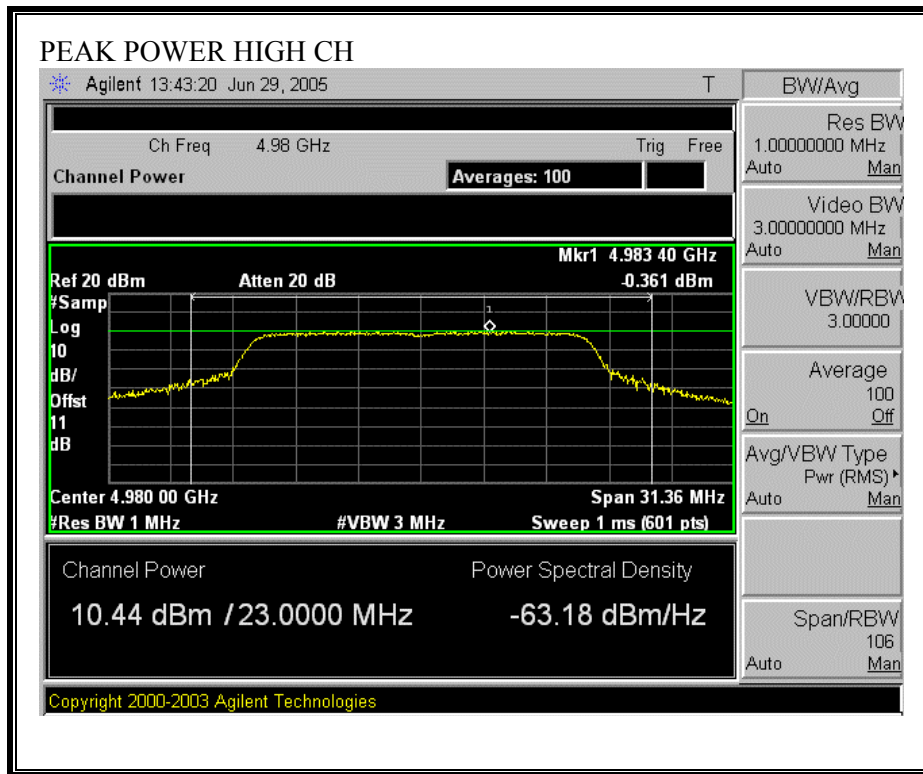 PEAK POWER HIGH CH
Agilent 13:43:20 Jun 29, 2005 T
Ch Freq 4.98 GHz Trig Free
Channel Power Averages: 100
Mkr1 4.983 40 GHz
Ref 20 dBm Atten 20 dB -0.361 dBm
#Samp
Log
10
dB/
Offst
11
dB
1
Center 4.980 00 GHz Span 31.36 MHz
#Res BW 1 MHz #VBW 3 MHz Sweep 1 ms (601 pts)
Channel Power Power Spectral Density
10.44 dBm / 23.0000 MHz -63.18 dBm/Hz
Copyright 2000-2003 Agilent Technologies
BW/Avg
Res BW
1.00000000 MHz
Auto Man
Video BW
3.00000000 MHz
Auto Man
VBW/RBW
3.00000
Average
100
On Off
Avg/VBW Type
Pwr (RMS)
Auto Man
Span/RBW
106
Auto Man